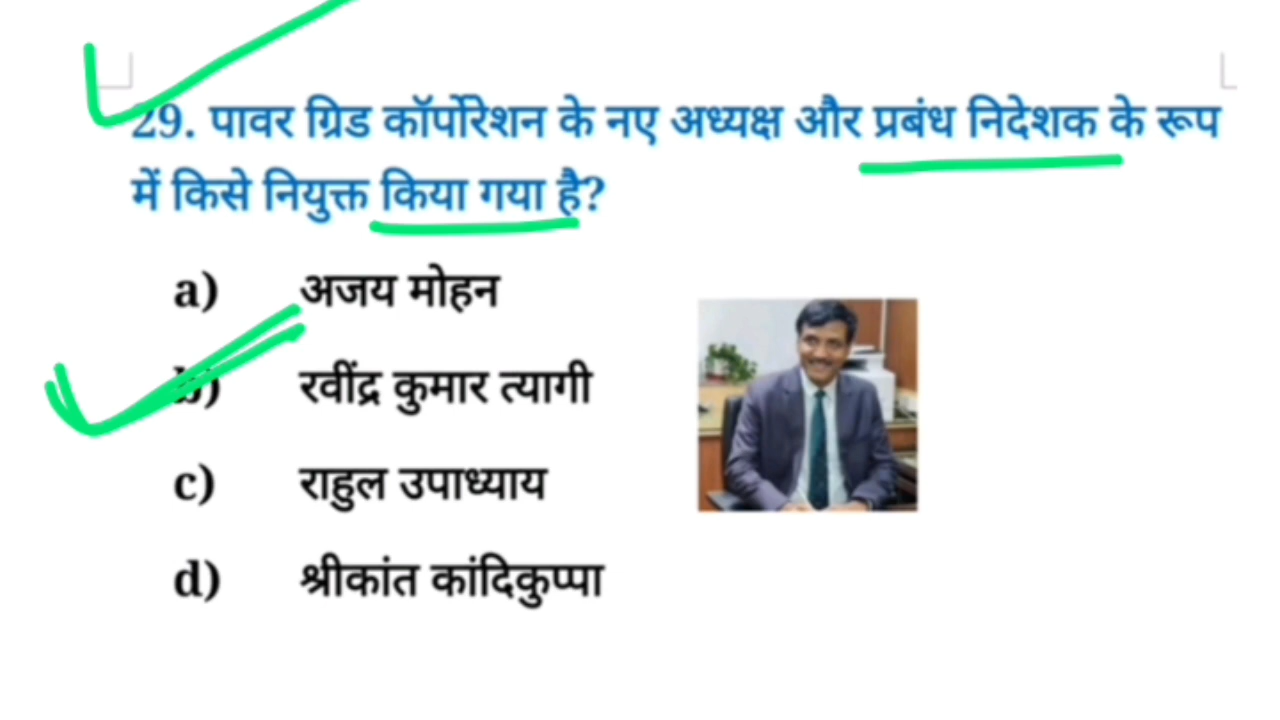 29. पावर ग्रिड कॉर्पोरेशन के नए अध्यक्ष और प्रबंध निदेशक के रूप
में किसे नियुक्त किया गया है?
a) अजय मोहन
b) रवींद्र कुमार त्यागी
c) राहुल उपाध्याय
d) श्रीकांत कांदिकुप्पा